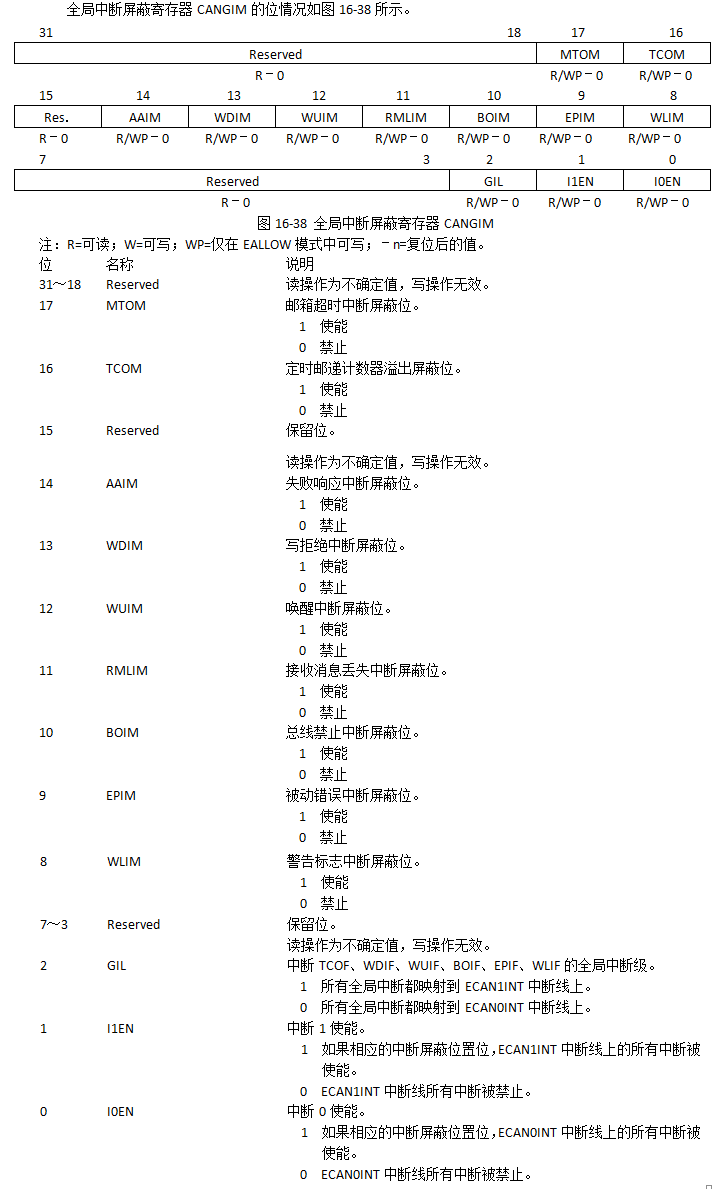 全局中断屏蔽寄存器 CANGIM 的位情况如图 16-38 所示。
31 18 17 16
Reserved MTOM TCOM
R－0 R/WP－0 R/WP－0
15 14 13 12 11 10 9 8
Res. AAIM WDIM WUIM RMLIM BOIM EPIM WLIM
R－0 R/WP－0 R/WP－0 R/WP－0 R/WP－0 R/WP－0 R/WP－0 R/WP－0
7 3 2 1 0
Reserved GIL I1EN I0EN
R－0 R/WP－0 R/WP－0 R/WP－0
图 16-38 全局中断屏蔽寄存器 CANGIM
注：R=可读；W=可写；WP=仅在 EALLOW 模式中可写；－n=复位后的值。
位 名称 说明
31～18 Reserved 读操作为不确定值，写操作无效。
17 MTOM 邮箱超时中断屏蔽位。
1 使能
0 禁止
16 TCOM 定时邮递计数器溢出屏蔽位。
1 使能
0 禁止
15 Reserved 保留位。
读操作为不确定值，写操作无效。
14 AAIM 失败响应中断屏蔽位。
1 使能
0 禁止
13 WDIM 写拒绝中断屏蔽位。
1 使能
0 禁止
12 WUIM 唤醒中断屏蔽位。
1 使能
0 禁止
11 RMLIM 接收消息丢失中断屏蔽位。
1 使能
0 禁止
10 BOIM 总线禁止中断屏蔽位。
1 使能
0 禁止
9 EPIM 被动错误中断屏蔽位。
1 使能
0 禁止
8 WLIM 警告标志中断屏蔽位。
1 使能
0 禁止
7～3 Reserved 保留位。
读操作为不确定值，写操作无效。
2 GIL 中断 TCOF、WDIF、WUIF、BOIF、EPIF、WLIF 的全局中断级。
1 所有全局中断都映射到 ECAN1INT 中断线上。
0 所有全局中断都映射到 ECAN0INT 中断线上。
1 I1EN 中断 1 使能。
1 如果相应的中断屏蔽位置位，ECAN1INT 中断线上的所有中断被
使能。
0 ECAN1INT 中断线所有中断被禁止。
0 I0EN 中断 0 使能。
1 如果相应的中断屏蔽位置位，ECAN0INT 中断线上的所有中断被
使能。
0 ECAN0INT 中断线所有中断被禁止。